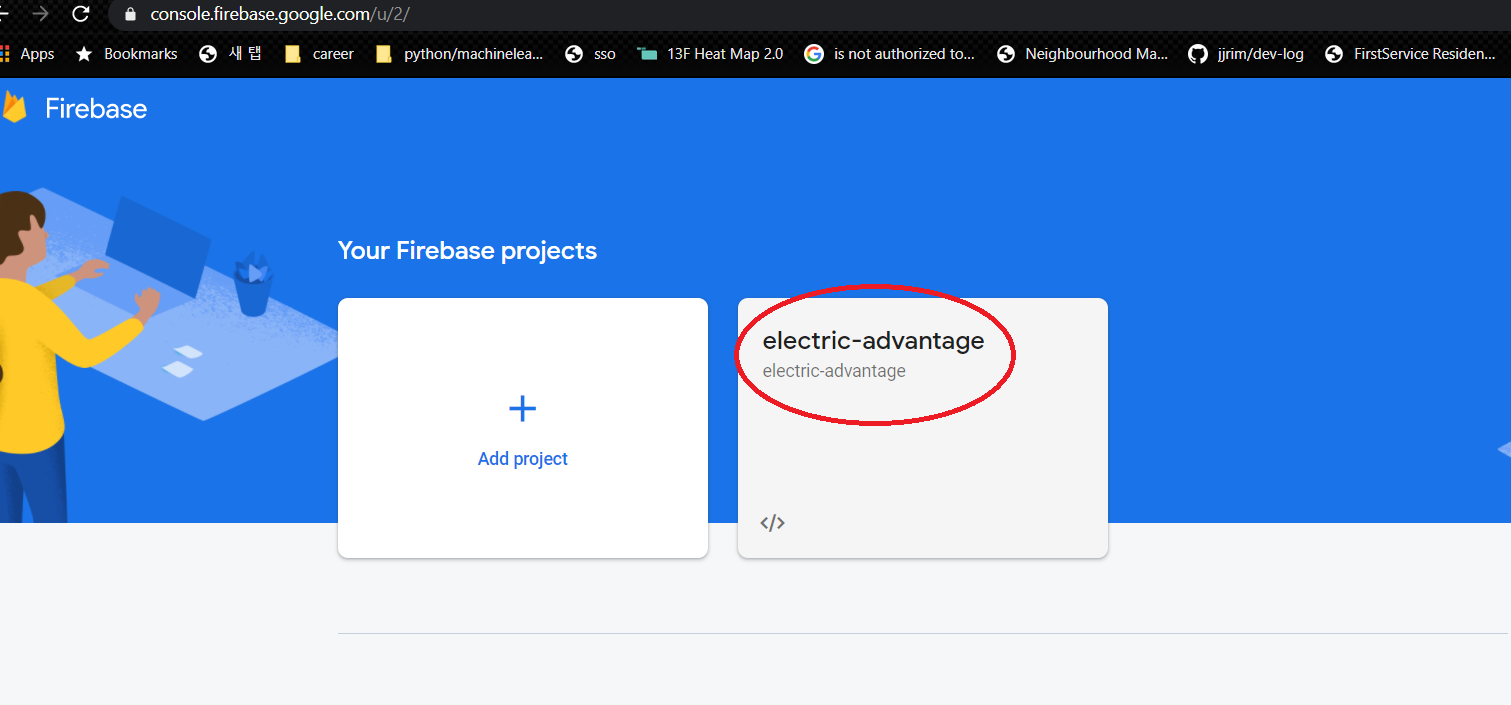 console.firebase.google.com/u/2/
Apps Bookmarks 새 탭 career python/machinelea... sso 13F Heat Map 2.0 is not authorized to... Neighbourhood Ma... jjrim/dev-log FirstService Residen...
Firebase
Your Firebase projects
electric-advantage
electric-advantage
+
Add project
</>